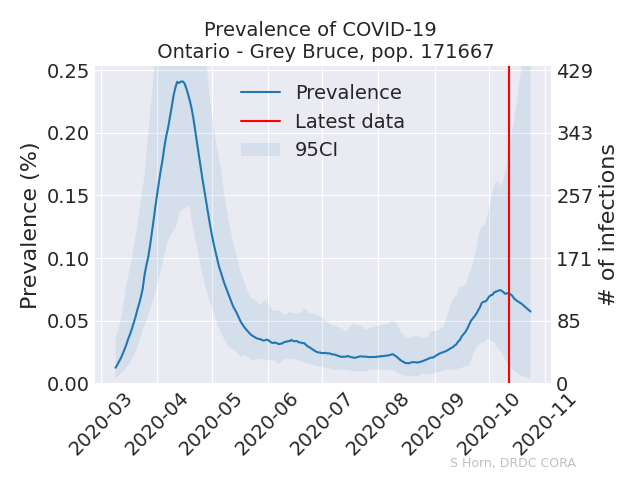 Prevalence of COVID-19
Ontario - Grey Bruce, pop. 171667
Prevalence (%)
0.25
0.20
0.15
0.10
0.05
0.00
Prevalence
Latest data
95CI
429
343
257
171
85
0
# of infections
2020-03
2020-04
2020-05
2020-06
2020-07
2020-08
2020-09
2020-10
2020-11
S Horn, DRDC CORA